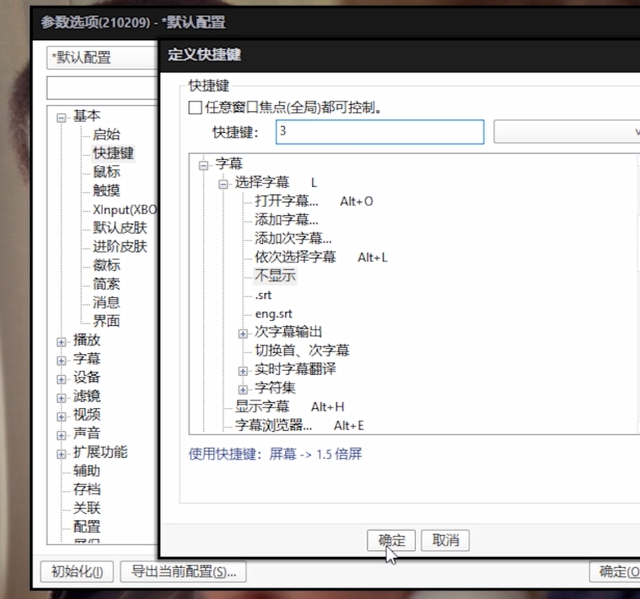 参数选项(210209) - *默认配置
*默认配置
基本
启始
快捷键
鼠标
触摸
XInput(XBO
默认皮肤
进阶皮肤
徽标
简索
消息
界面
播放
字幕
设备
滤镜
视频
声音
扩展功能
辅助
存档
关联
配置
初始化(I)
导出当前配置(S)...
确定(O
定义快捷键
快捷键
任意窗口焦点(全局)都可控制。
快捷键: 3
字幕
选择字幕 L
打开字幕... Alt+O
添加字幕...
添加次字幕...
依次选择字幕 Alt+L
不显示
.srt
eng.srt
次字幕输出
切换首、次字幕
实时字幕翻译
字符集
显示字幕 Alt+H
字幕浏览器... Alt+E
使用快捷键: 屏幕 -> 1.5 倍屏
确定
取消